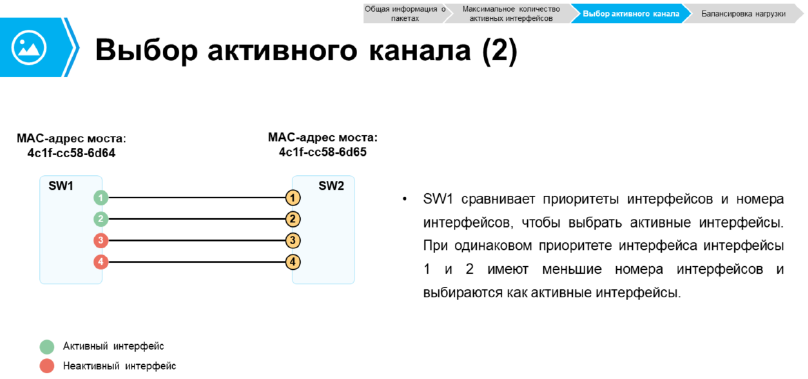 Общая информация о
пакетах
Максимальное количество
активных интерфейсов
Выбор активного канала
Балансировка нагрузки
Выбор активного канала (2)
MAC-адрес моста:
4c1f-cc58-6d64
MAC-адрес моста:
4c1f-cc58-6d65
SW1
SW2
1
1
2
2
3
3
4
4
• SW1 сравнивает приоритеты интерфейсов и номера
интерфейсов, чтобы выбрать активные интерфейсы.
При одинаковом приоритете интерфейса интерфейсы
1 и 2 имеют меньшие номера интерфейсов и
выбираются как активные интерфейсы.
Активный интерфейс
Неактивный интерфейс